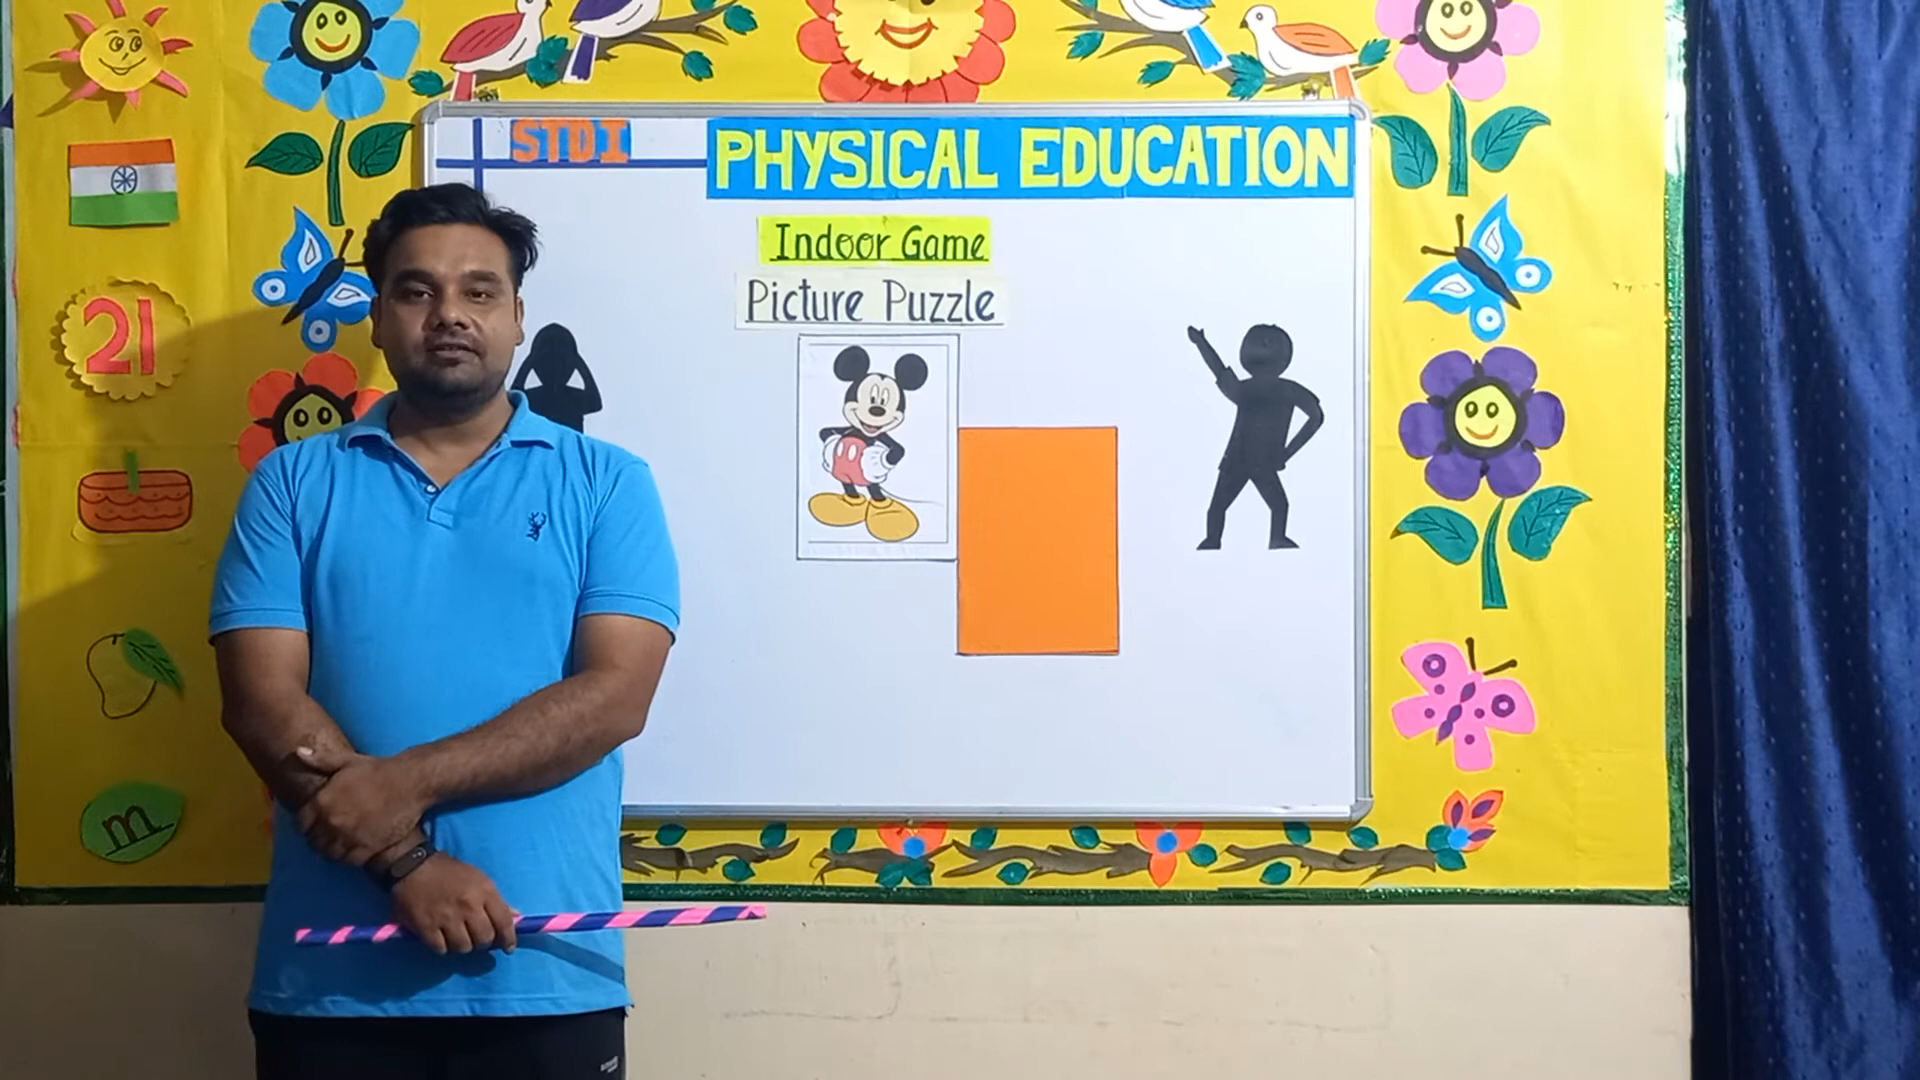 STD I
PHYSICAL EDUCATION
Indoor Game
Picture Puzzle
21
m